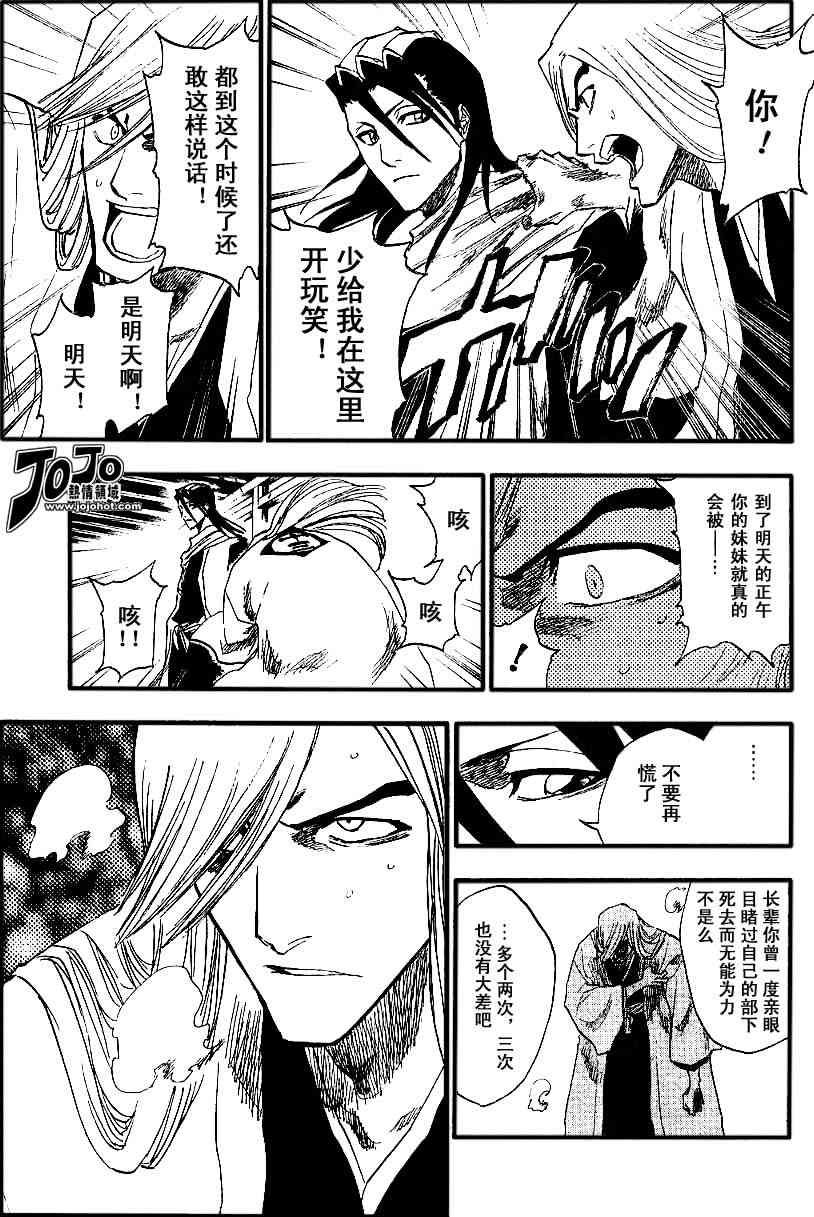 你！
少给我在这里
开玩笑！
都到这个时候了还
敢这样说话！
是明天啊！
明天！
到了明天的正午
你的妹妹就真的
会被——…
！
咳
咳
咳！！
JOJO
熱情領域
www.jojohot.com
……
不要再
慌了
长辈你曾一度亲眼
目睹过自己的部下
死去而无能为力
不是么
…多个两次，三次
也没有大差吧